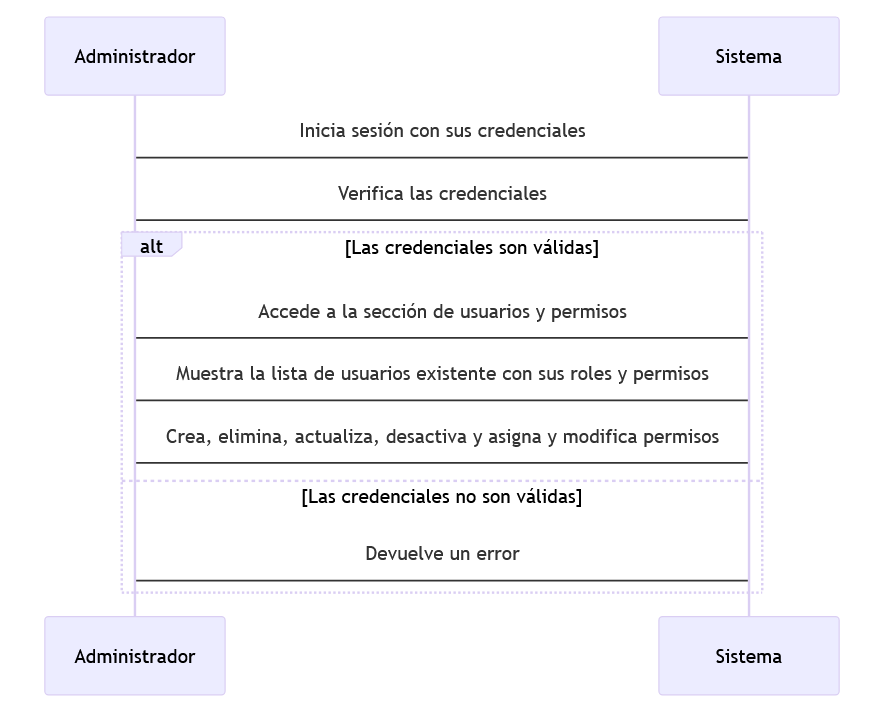 Administrador
Sistema
Inicia sesión con sus credenciales
Verifica las credenciales
alt
[Las credenciales son válidas]
Accede a la sección de usuarios y permisos
Muestra la lista de usuarios existente con sus roles y permisos
Crea, elimina, actualiza, desactiva y asigna y modifica permisos
[Las credenciales no son válidas]
Devuelve un error
Administrador
Sistema